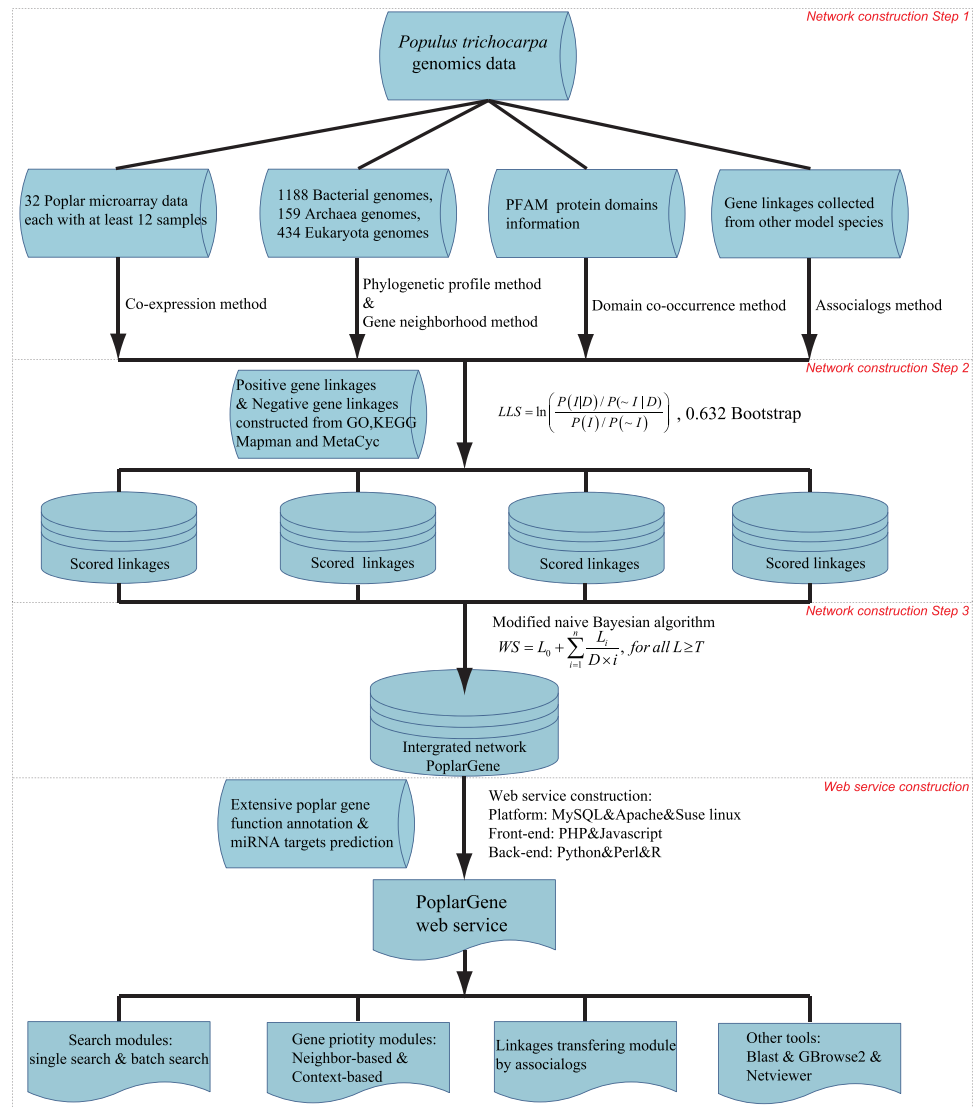 Network construction Step 1
Populus trichocarpa
genomics data
32 Poplar microarray data
each with at least 12 samples
1188 Bacterial genomes,
159 Archaea genomes,
434 Eukaryota genomes
PFAM protein domains
information
Gene linkages collected
from other model species
Co-expression method
Phylogenetic profile method
&
Gene neighborhood method
Domain co-occurrence method
Associalogs method
Network construction Step 2
Positive gene linkages
& Negative gene linkages
constructed from GO,KEGG
Mapman and MetaCyc
LLS = ln( P(I|D) / P(~ I | D) / P(I) / P(~ I) ) , 0.632 Bootstrap
Scored linkages
Scored linkages
Scored linkages
Scored linkages
Network construction Step 3
Modified naive Bayesian algorithm
WS = L₀ + ∑ⁿᵢ₌₁ Lᵢ / D × i, for all L ≥ T
Intergrated network
PoplarGene
Web service construction
Extensive poplar gene
function annotation &
miRNA targets prediction
Web service construction:
Platform: MySQL&Apache&Suse linux
Front-end: PHP&Javascript
Back-end: Python&Perl&R
PoplarGene
web service
Search modules:
single search & batch search
Gene priotity modules:
Neighbor-based &
Context-based
Linkages transfering module
by associalogs
Other tools:
Blast & GBrowse2 &
Netviewer